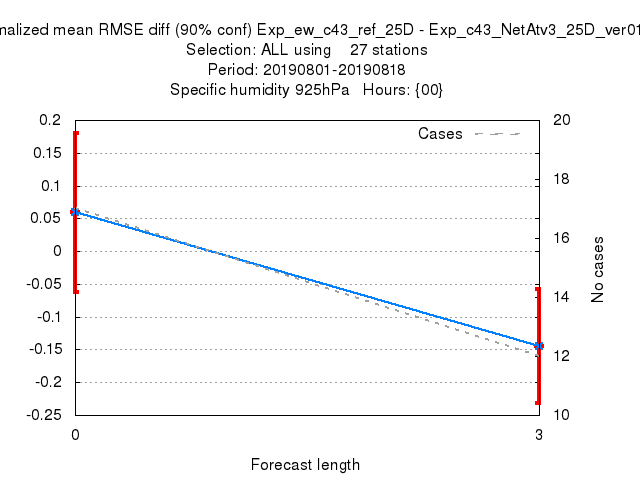 malized mean RMSE diff (90% conf) Exp_ew_c43_ref_25D - Exp_c43_NetAtv3_25D_ver01
Selection: ALL using 27 stations
Period: 20190801-20190818
Specific humidity 925hPa Hours: {00}
Cases
0.2
0.15
0.1
0.05
0
-0.05
-0.1
-0.15
-0.2
-0.25
20
18
16
14
12
10
No cases
0 3
Forecast length